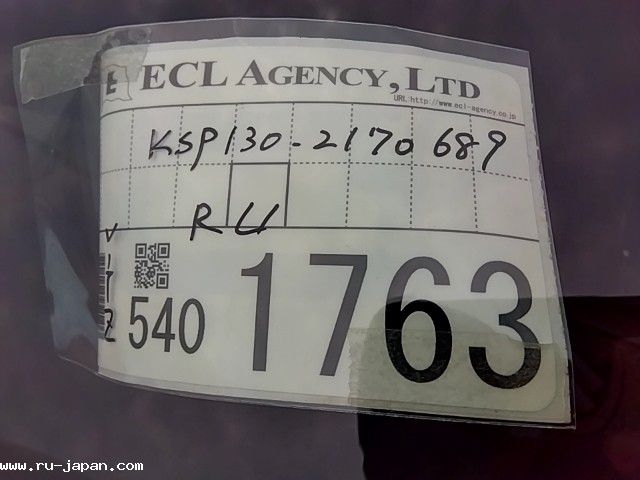 E ECL AGENCY, LTD
URL:http://www.ecl-agency.co.jp
KSP130-2170689
RU
VITZ
540 1763
www.ru-japan.com